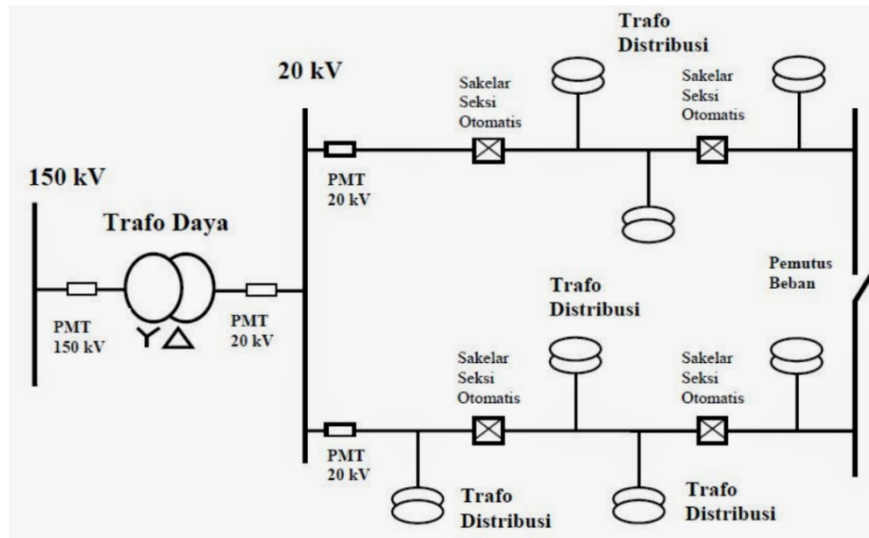 Trafo
Distribusi
20 kV
Sakelar
Seksi
Otomatis
Sakelar
Seksi
Otomatis
150 kV
PMT
20 kV
Trafo Daya
Pemutus
Beban
Trafo
Distribusi
PMT
150 kV
PMT
20 kV
Sakelar
Seksi
Otomatis
Sakelar
Seksi
Otomatis
PMT
20 kV
Trafo
Distribusi
Trafo
Distribusi